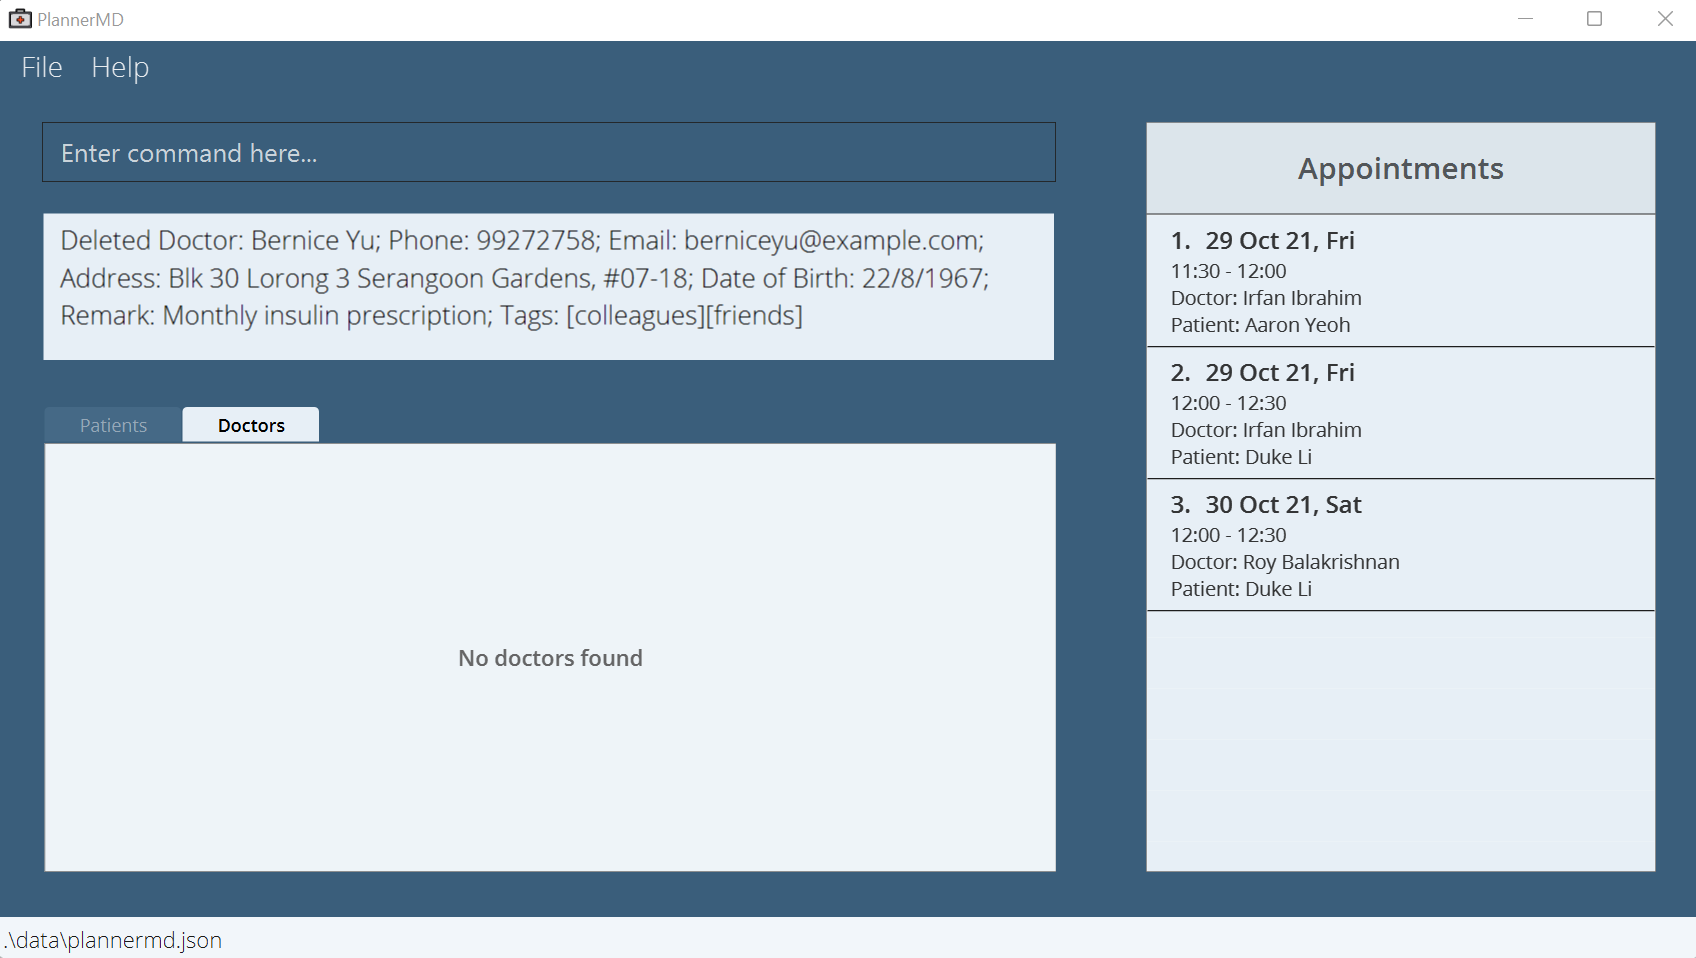 PlannerMD
File Help
Enter command here...
Deleted Doctor: Bernice Yu; Phone: 99272758; Email: berniceyu@example.com;
Address: Blk 30 Lorong 3 Serangoon Gardens, #07-18; Date of Birth: 22/8/1967;
Remark: Monthly insulin prescription; Tags: [colleagues][friends]
Patients Doctors
No doctors found
Appointments
1. 29 Oct 21, Fri
11:30 - 12:00
Doctor: Irfan Ibrahim
Patient: Aaron Yeoh
2. 29 Oct 21, Fri
12:00 - 12:30
Doctor: Irfan Ibrahim
Patient: Duke Li
3. 30 Oct 21, Sat
12:00 - 12:30
Doctor: Roy Balakrishnan
Patient: Duke Li
.\data\plannermd.json